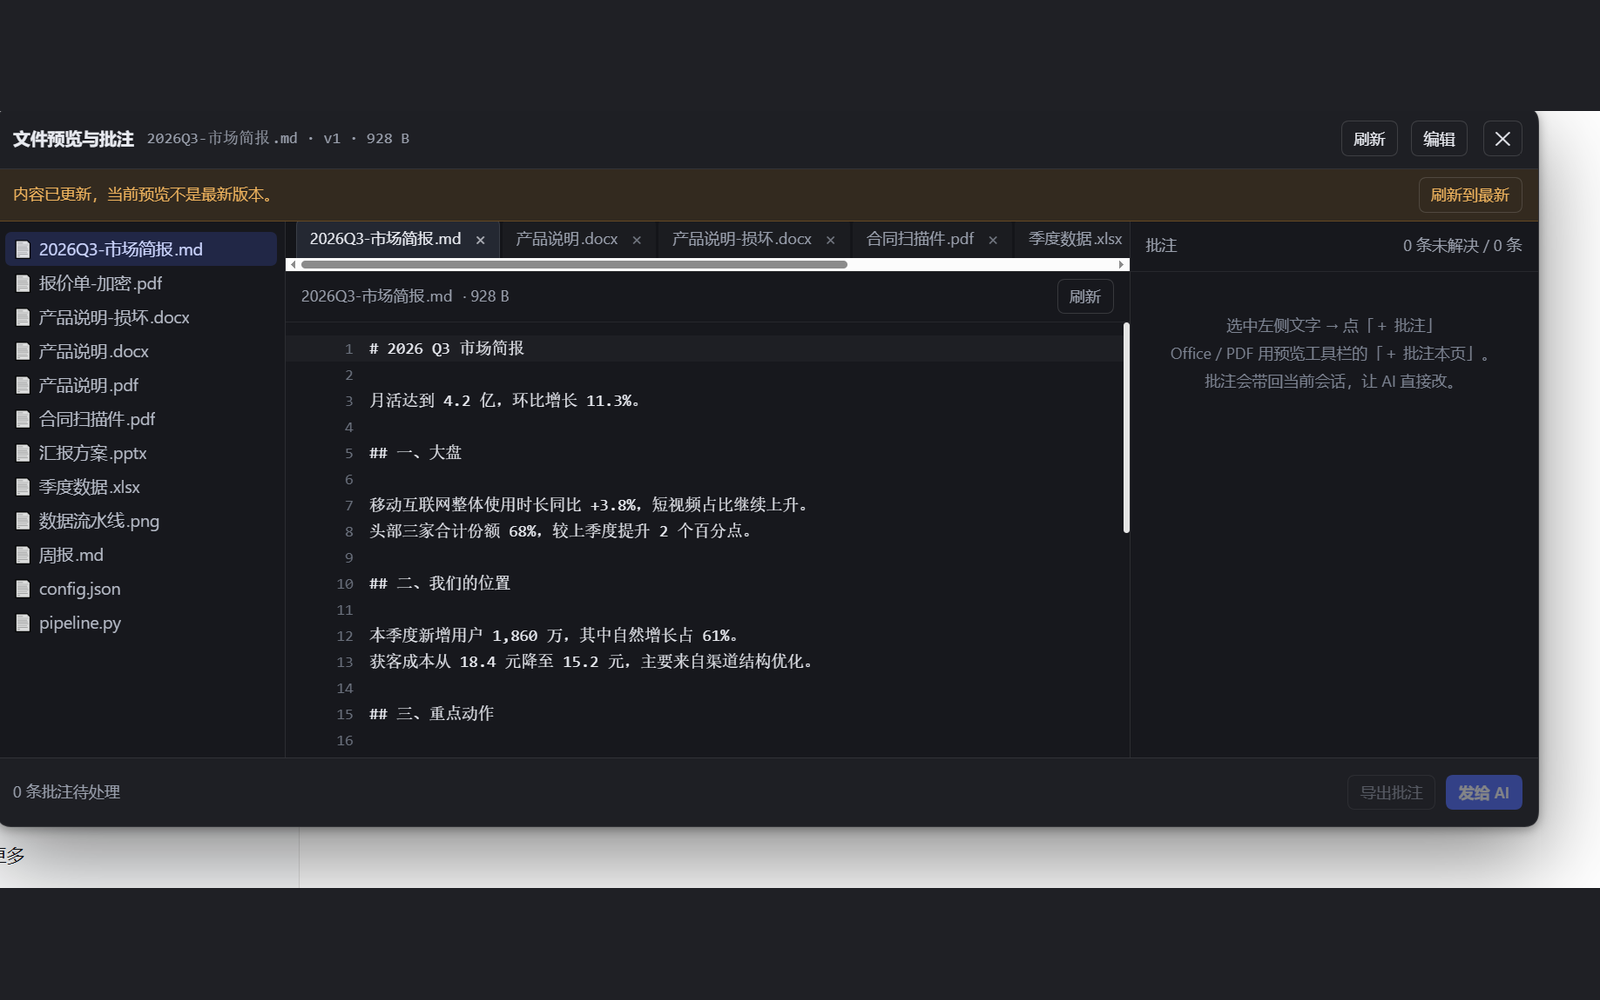 文件预览与批注 2026Q3-市场简报.md · v1 · 928 B
刷新 编辑
内容已更新，当前预览不是最新版本。 刷新到最新
2026Q3-市场简报.md
报价单-加密.pdf
产品说明-损坏.docx
产品说明.docx
产品说明.pdf
合同扫描件.pdf
汇报方案.pptx
季度数据.xlsx
数据流水线.png
周报.md
config.json
pipeline.py
2026Q3-市场简报.md × 产品说明.docx × 产品说明-损坏.docx × 合同扫描件.pdf × 季度数据.xlsx
2026Q3-市场简报.md · 928 B 刷新
1 # 2026 Q3 市场简报
2
3 月活达到 4.2 亿，环比增长 11.3%。
4
5 ## 一、大盘
6
7 移动互联网整体使用时长同比 +3.8%，短视频占比继续上升。
8 头部三家合计份额 68%，较上季度提升 2 个百分点。
9
10 ## 二、我们的位置
11
12 本季度新增用户 1,860 万，其中自然增长占 61%。
13 获客成本从 18.4 元降至 15.2 元，主要来自渠道结构优化。
14
15 ## 三、重点动作
16
批注 0 条未解决 / 0 条
选中左侧文字 → 点「 + 批注」
Office / PDF 用预览工具栏的「 + 批注本页」。
批注会带回当前会话，让 AI 直接改。
0 条批注待处理
导出批注 发给 AI
更多